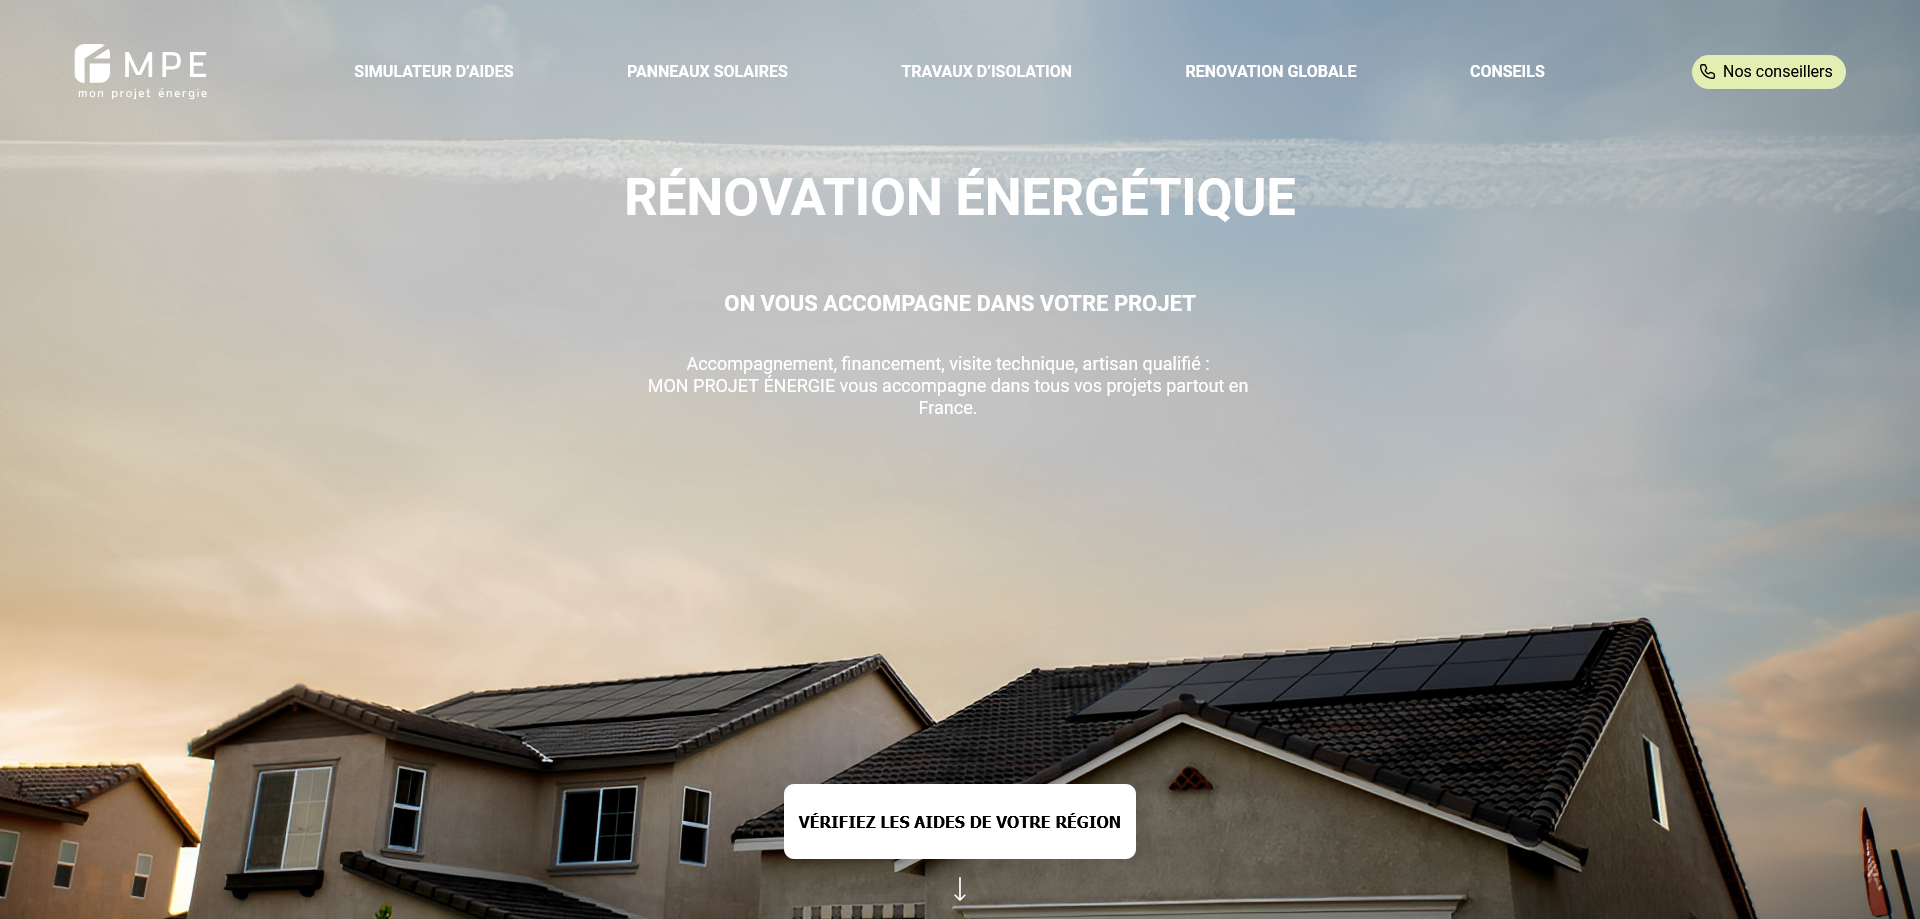 MPE
mon projet énergie
SIMULATEUR D'AIDES
PANNEAUX SOLAIRES
TRAVAUX D'ISOLATION
RENOVATION GLOBALE
CONSEILS
Nos conseillers
RÉNOVATION ÉNERGÉTIQUE
ON VOUS ACCOMPAGNE DANS VOTRE PROJET
Accompagnement, financement, visite technique, artisan qualifié :
MON PROJET ÉNERGIE vous accompagne dans tous vos projets partout en
France.
VÉRIFIEZ LES AIDES DE VOTRE RÉGION